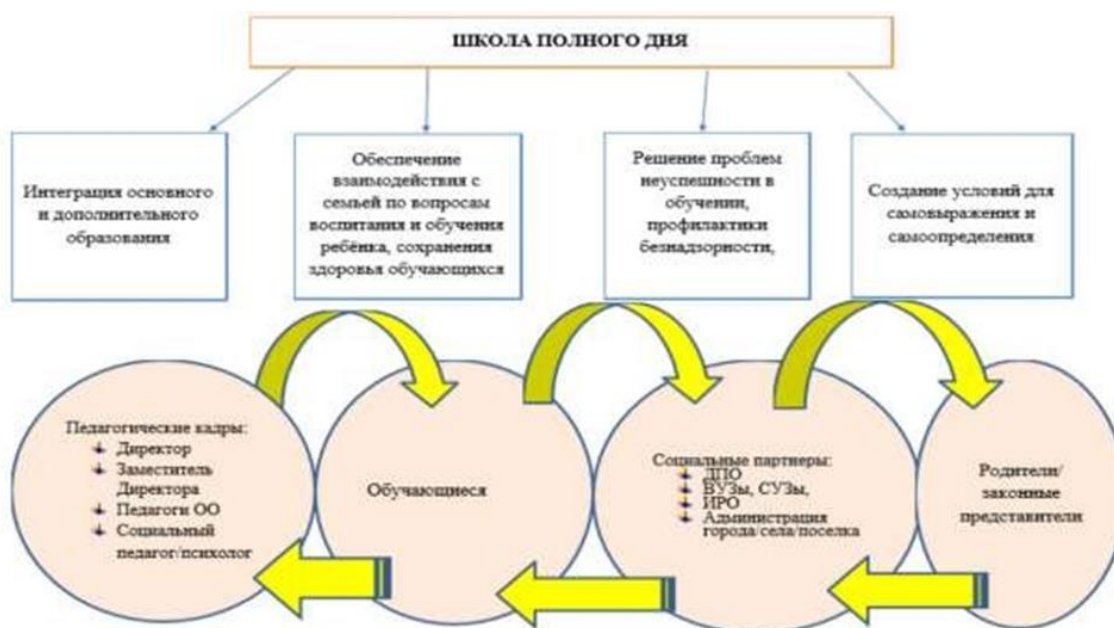 ШКОЛА ПОЛНОГО ДНЯ
Интеграция основного
и дополнительного
образования
Обеспечение
взаимодействия с
семьей по вопросам
воспитания и обучения
ребёнка, сохранения
здоровья обучающихся
Решение проблем
неуспешности в
обучении,
профилактики
безнадзорности,
Создание условий для
самовыражения и
самоопределения
Педагогические кадры:
Директор
Заместитель
Директора
Педагоги ОО
Социальный
педагог/психолог
Обучающиеся
Социальные партнеры:
ДПО
ВУЗы, СУЗы,
ИРО
Администрация
города/села/поселка
Родители/
законные
представители